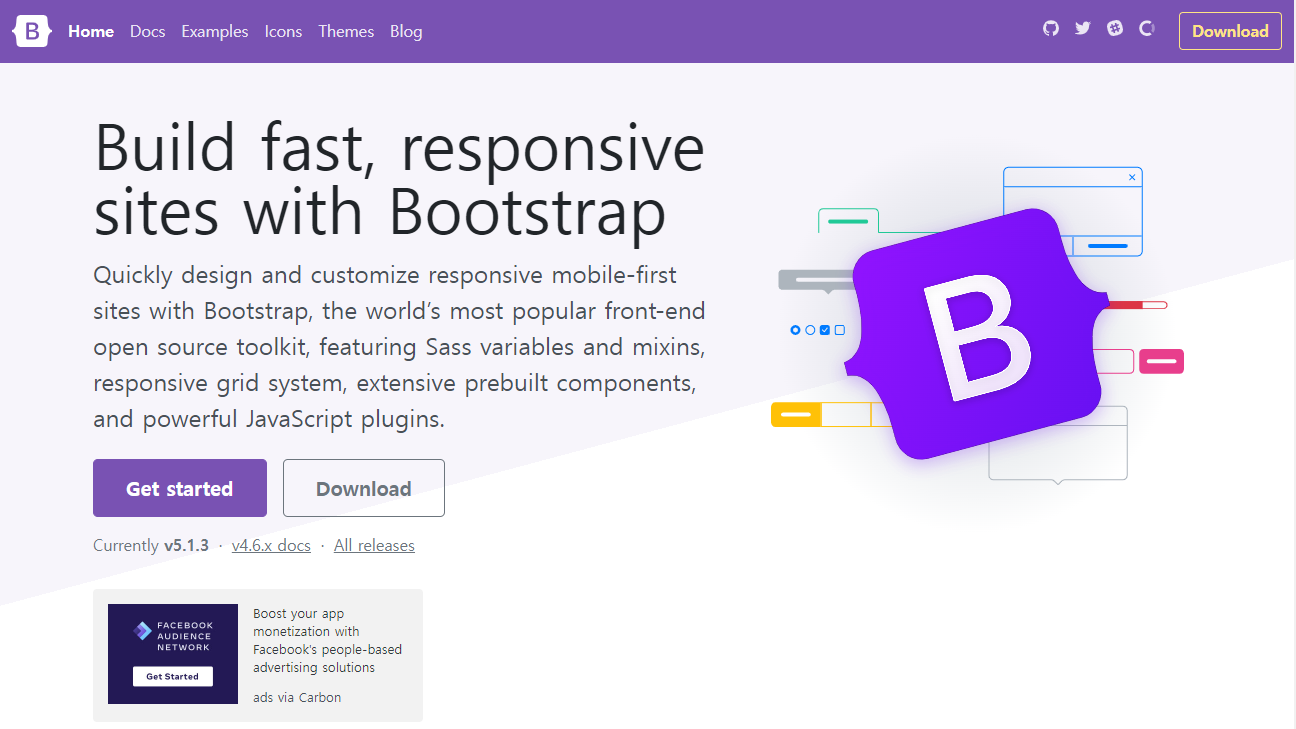 B Home Docs Examples Icons Themes Blog Download
Build fast, responsive
sites with Bootstrap
Quickly design and customize responsive mobile-first
sites with Bootstrap, the world’s most popular front-end
open source toolkit, featuring Sass variables and mixins,
responsive grid system, extensive prebuilt components,
and powerful JavaScript plugins.
B
Get started Download
Currently v5.1.3 · v4.6.x docs · All releases
FACEBOOK
AUDIENCE
NETWORK
Get Started
Boost your app
monetization with
Facebook's people-based
advertising solutions
ads via Carbon